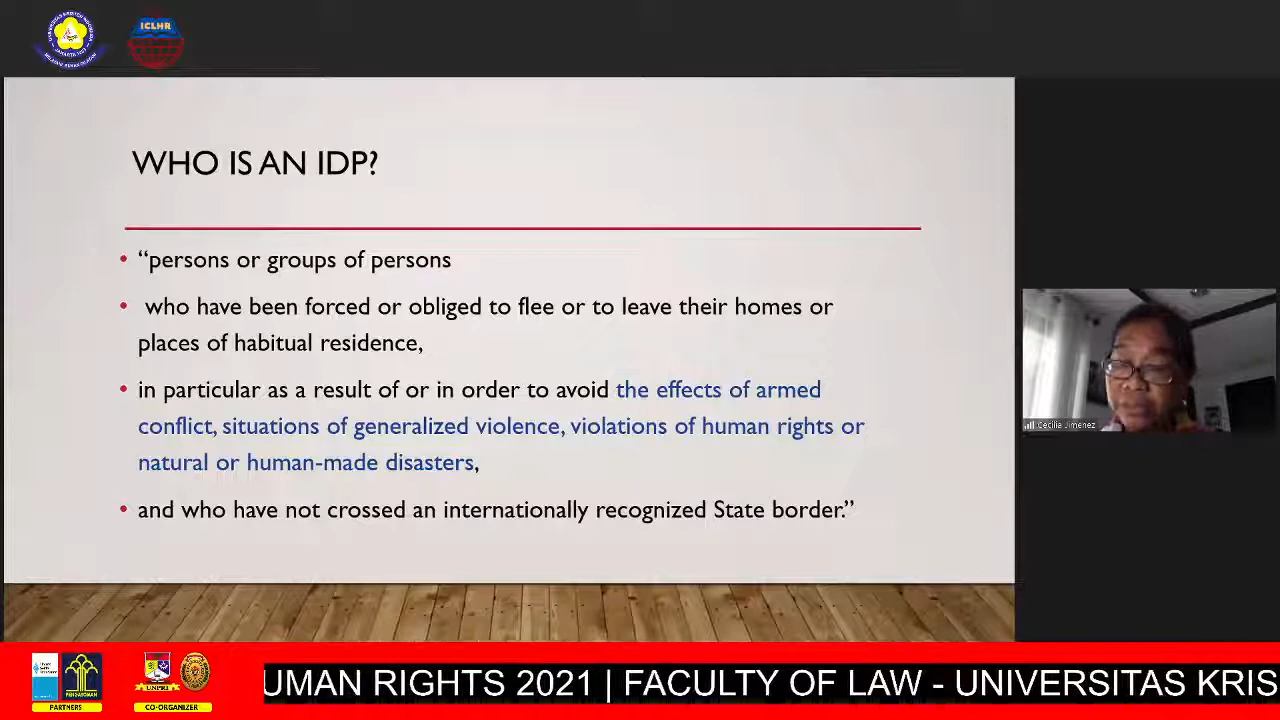 ICLHR
WHO IS AN IDP?
“persons or groups of persons
who have been forced or obliged to flee or to leave their homes or
places of habitual residence,
in particular as a result of or in order to avoid the effects of armed
conflict, situations of generalized violence, violations of human rights or
natural or human-made disasters,
and who have not crossed an internationally recognized State border.”
Cecilia Jimenez
PENGAYOMAN
UNPRI
PARTNERS
CO-ORGANIZER
UMAN RIGHTS 2021 | FACULTY OF LAW - UNIVERSITAS KRIS